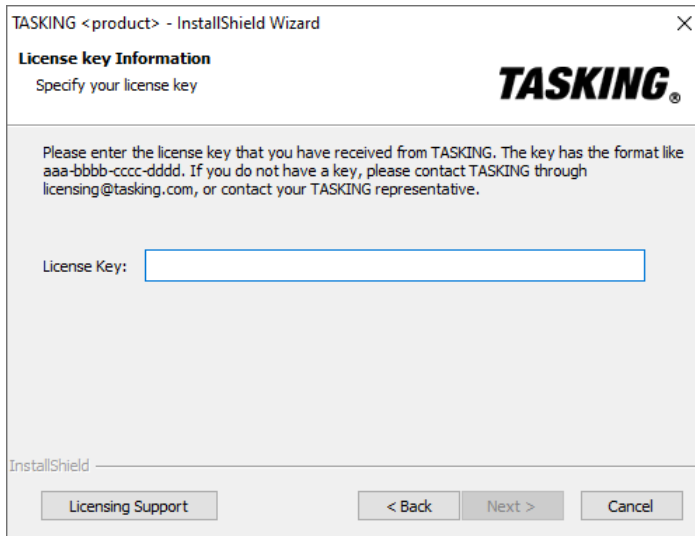 TASKING <product> - InstallShield Wizard
License key Information
Specify your license key
TASKING®
Please enter the license key that you have received from TASKING. The key has the format like
aaa-bbbb-cccc-dddd. If you do not have a key, please contact TASKING through
licensing@tasking.com, or contact your TASKING representative.
License Key:
InstallShield
Licensing Support
< Back
Next >
Cancel